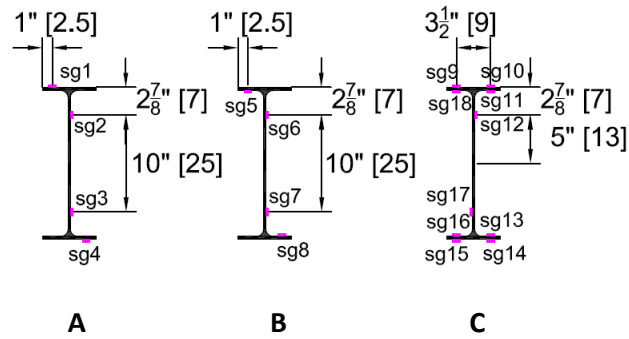 1" [2.5]
1" [2.5]
3 1/2" [9]
sg1
sg9
sg10
sg5
sg18
sg11
2 7/8" [7]
2 7/8" [7]
2 7/8" [7]
sg2
sg6
sg12
5" [13]
10" [25]
10" [25]
sg3
sg7
sg17
sg16
sg13
sg4
sg8
sg15
sg14
A
B
C